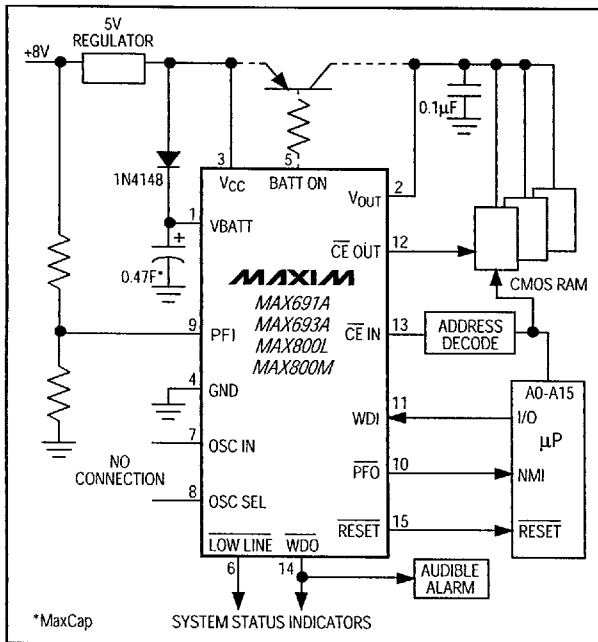 5V
REGULATOR
+8V
0.1µF
3
5
1N4148
VCC
BATT ON
VOUT
2
1
VBATT
CE OUT
12
0.47F*
MAXIM
CMOS RAM
MAX691A
MAX693A
MAX800L
MAX800M
9
PFI
CE IN
13
ADDRESS
DECODE
4
GND
A0-A15
WDI
11
I/O
µP
7
OSC IN
NO
CONNECTION
PFO
10
NMI
8
OSC SEL
RESET
15
RESET
LOW LINE
WDO
6
14
AUDIBLE
ALARM
*MaxCap
SYSTEM STATUS INDICATORS